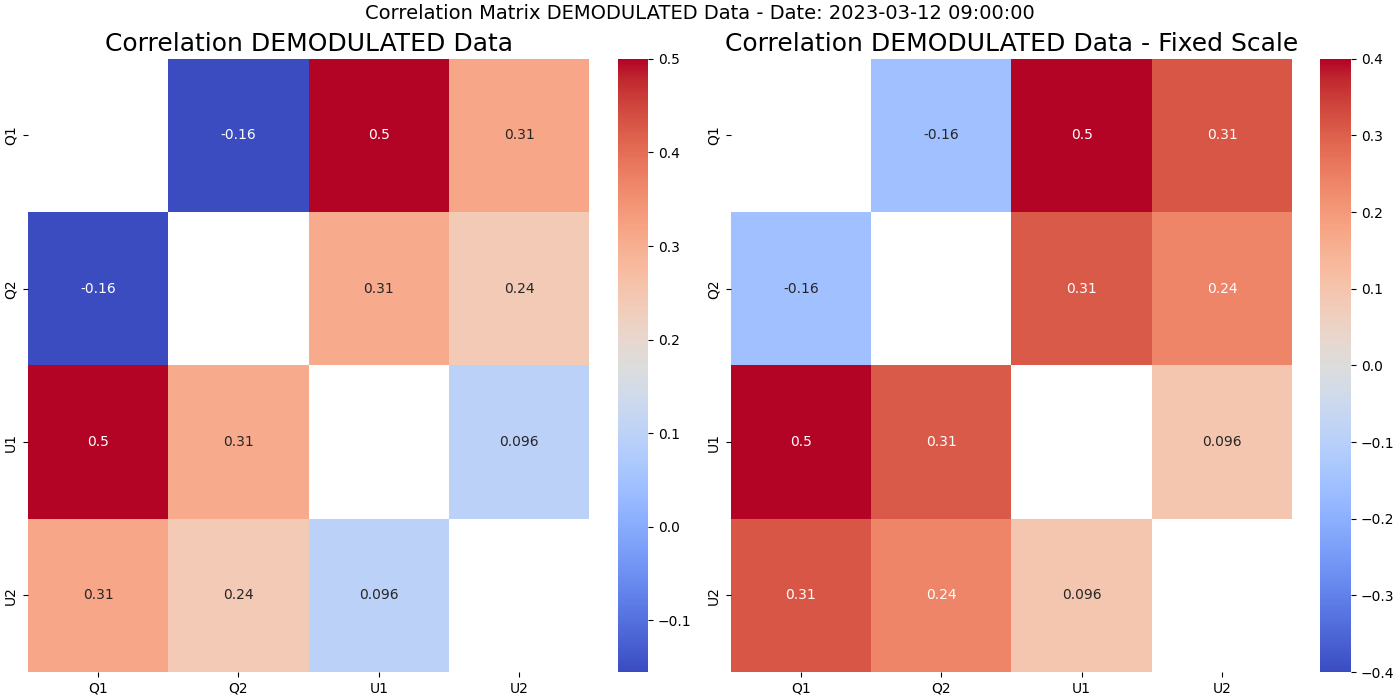 Correlation Matrix DEMODULATED Data - Date: 2023-03-12 09:00:00
Correlation DEMODULATED Data
Q1
-0.16
0.5
0.31
Q2
-0.16
0.31
0.24
U1
0.5
0.31
0.096
U2
0.31
0.24
0.096
Q1
Q2
U1
U2
0.5
0.4
0.3
0.2
0.1
0.0
−0.1
Correlation DEMODULATED Data - Fixed Scale
Q1
-0.16
0.5
0.31
Q2
-0.16
0.31
0.24
U1
0.5
0.31
0.096
U2
0.31
0.24
0.096
Q1
Q2
U1
U2
0.4
0.3
0.2
0.1
0.0
−0.1
−0.2
−0.3
−0.4